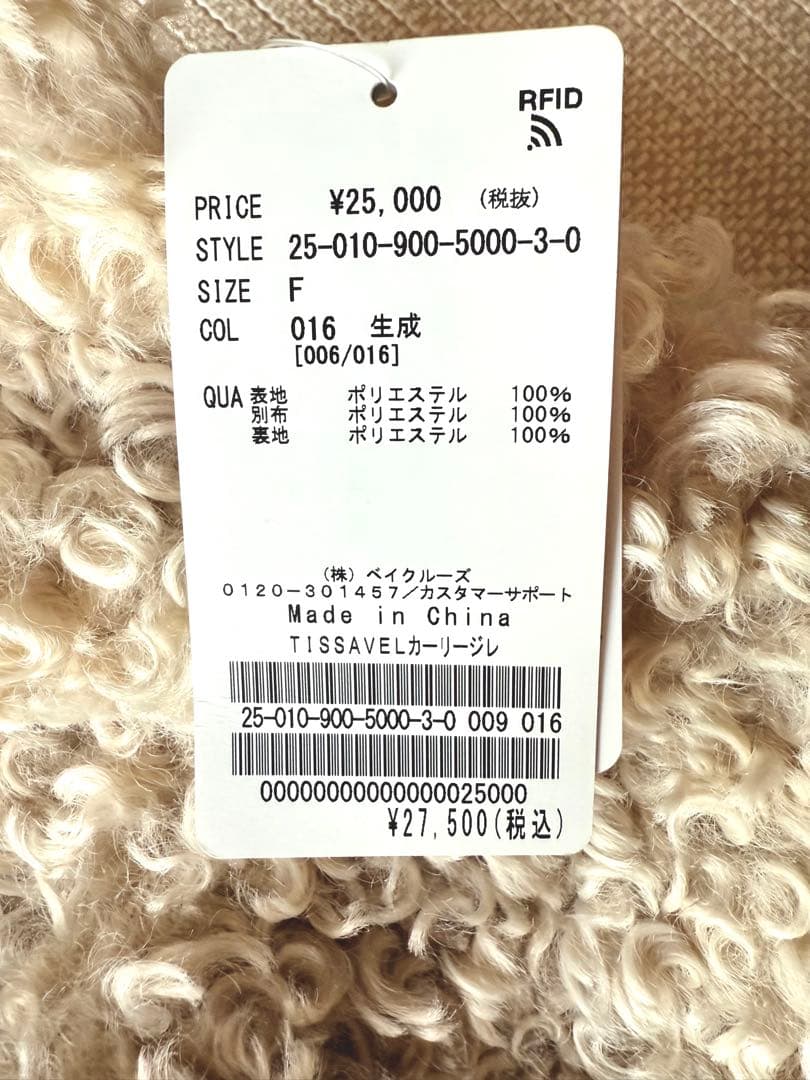 RFID
PRICE ¥25,000 (税抜)
STYLE 25-010-900-5000-3-0
SIZE F
COL 016 生成
[006/016]
QUA 表地 ポリエステル 100%
別布 ポリエステル 100%
裏地 ポリエステル 100%
(株) ベイクルーズ
0120-301457/カスタマーサポート
Made in China
TISSAVELカーリージレ
25-010-900-5000-3-0 009 016
00000000000000025000
¥27,500(税込)